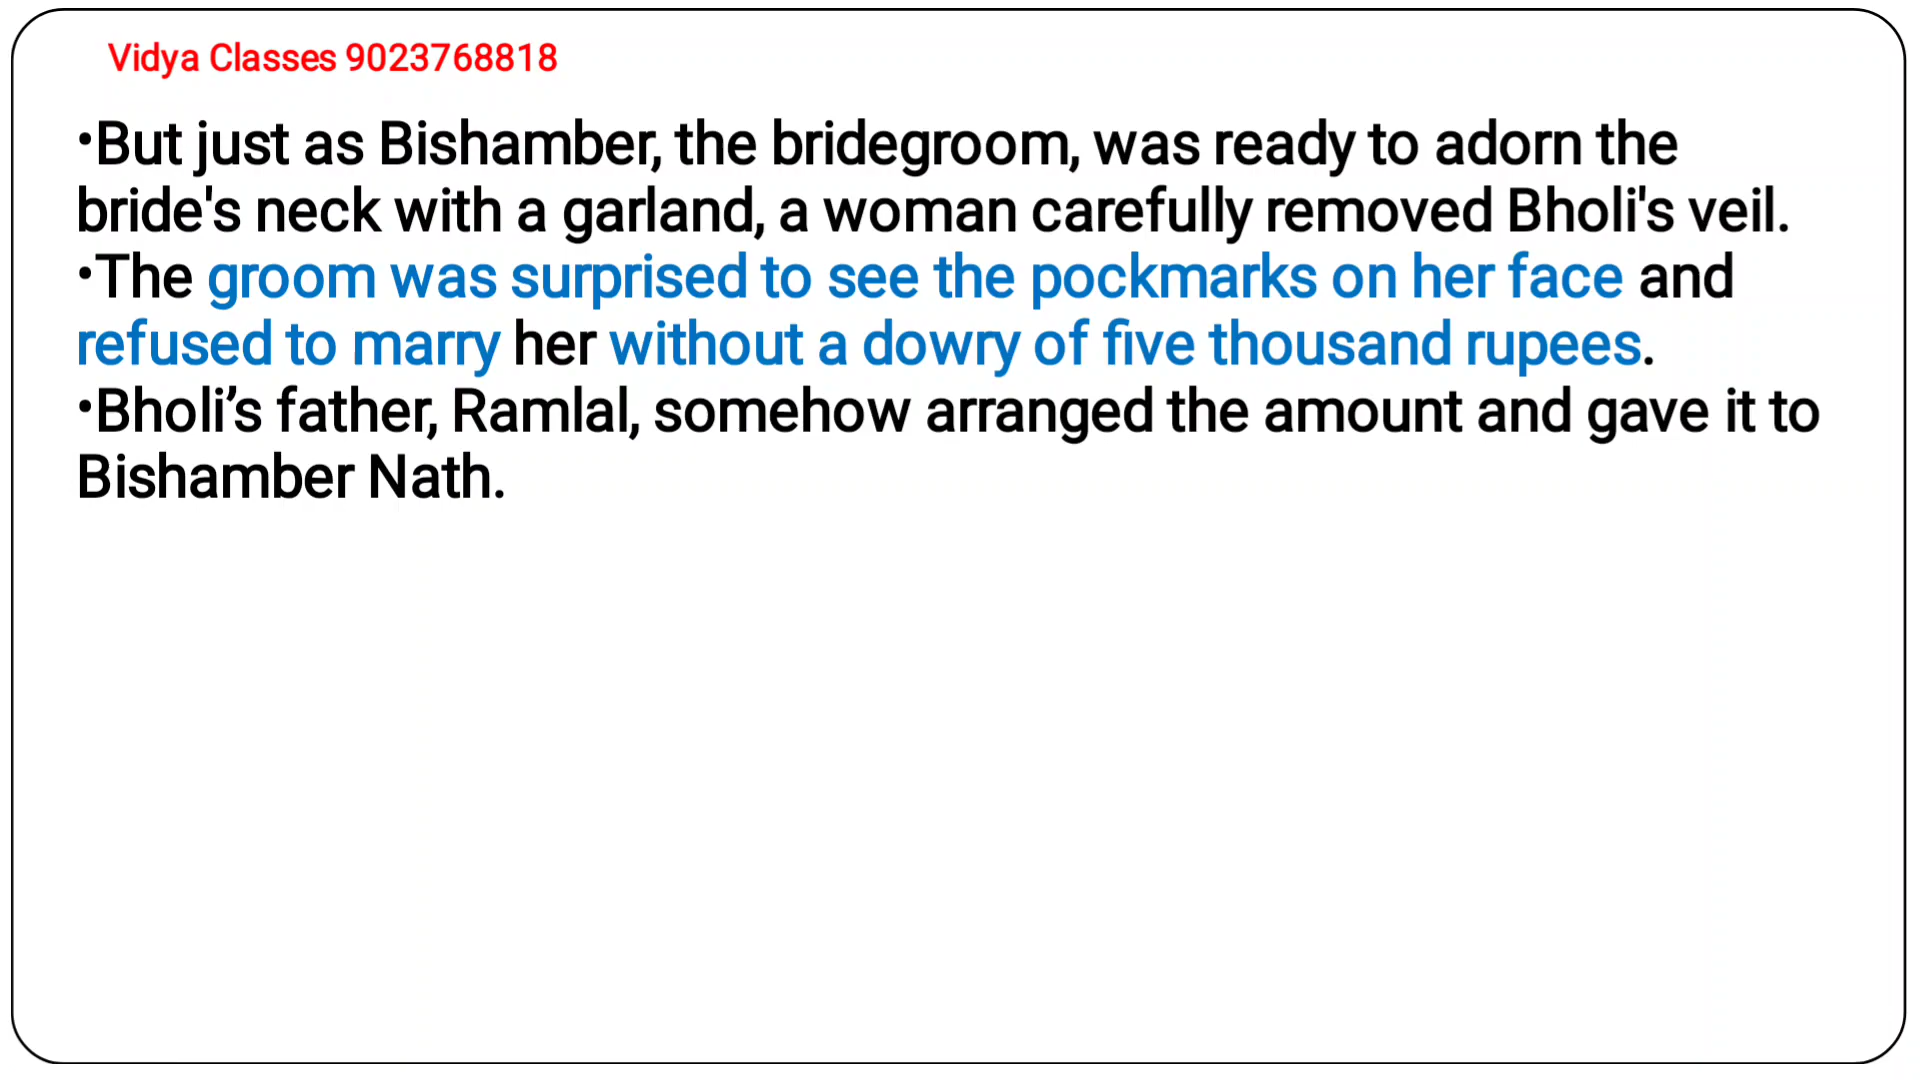 Vidya Classes 9023768818
•But just as Bishamber, the bridegroom, was ready to adorn the
bride's neck with a garland, a woman carefully removed Bholi's veil.
•The groom was surprised to see the pockmarks on her face and
refused to marry her without a dowry of five thousand rupees.
•Bholi’s father, Ramlal, somehow arranged the amount and gave it to
Bishamber Nath.